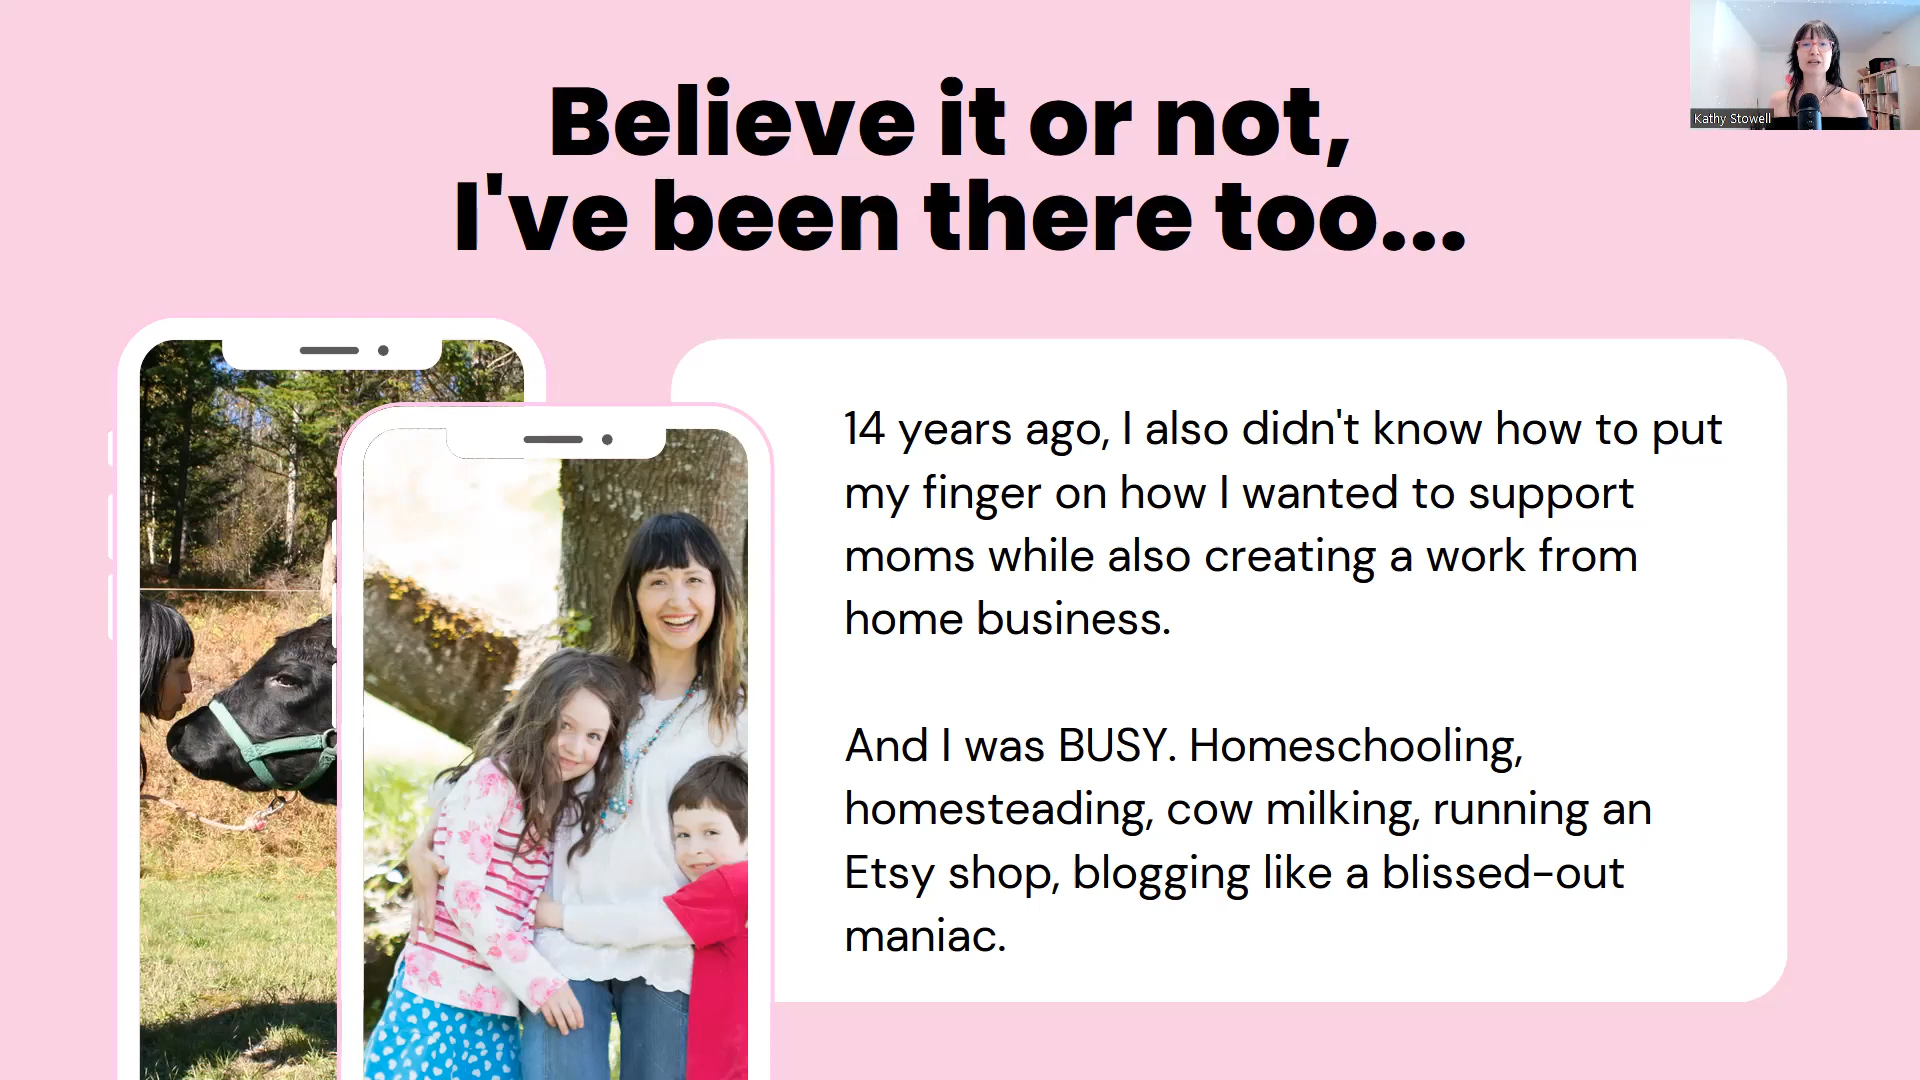 Believe it or not,
I've been there too...
Kathy Stowell
14 years ago, I also didn't know how to put
my finger on how I wanted to support
moms while also creating a work from
home business.
And I was BUSY. Homeschooling,
homesteading, cow milking, running an
Etsy shop, blogging like a blissed-out
maniac.